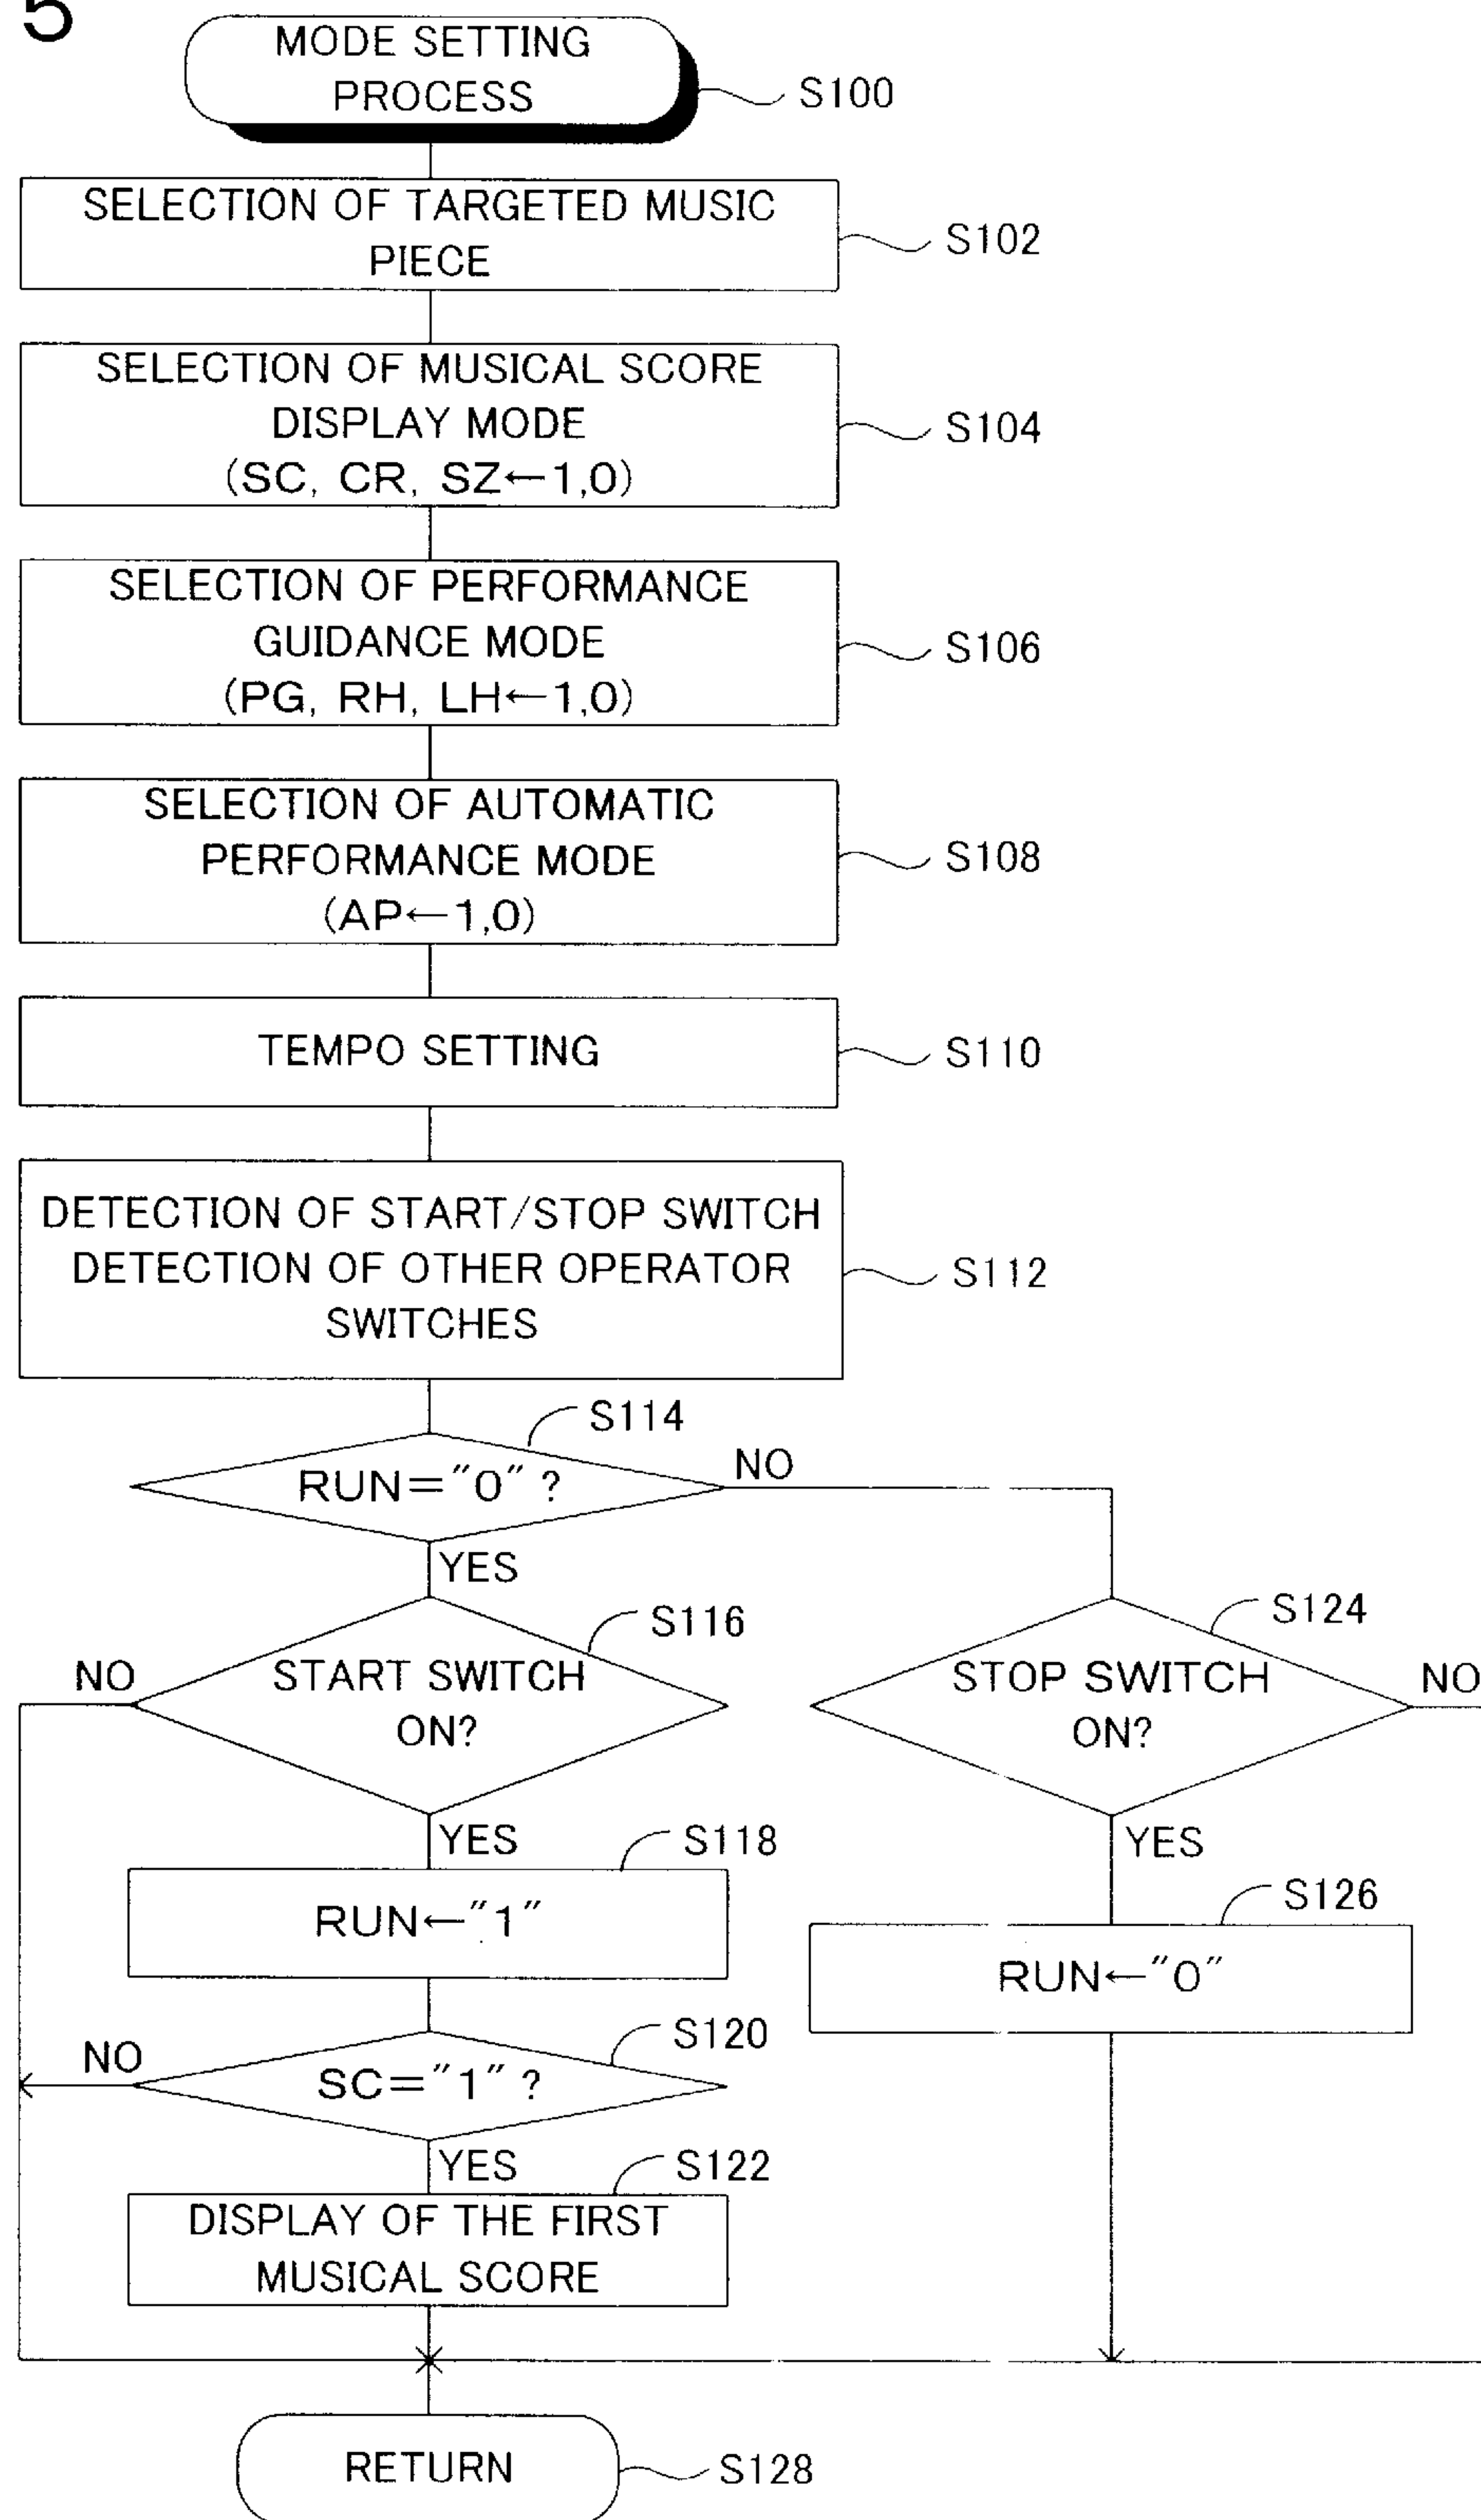 5
MODE SETTING
PROCESS
S100
SELECTION OF TARGETED MUSIC
PIECE
S102
SELECTION OF MUSICAL SCORE
DISPLAY MODE
(SC, CR, SZ←1,0)
S104
SELECTION OF PERFORMANCE
GUIDANCE MODE
(PG, RH, LH←1,0)
S106
SELECTION OF AUTOMATIC
PERFORMANCE MODE
(AP←1,0)
S108
TEMPO SETTING
S110
DETECTION OF START/STOP SWITCH
DETECTION OF OTHER OPERATOR
SWITCHES
S112
S114
RUN="0"?
NO
YES
S116
START SWITCH
ON?
NO
YES
S124
STOP SWITCH
ON?
NO
YES
S118
RUN←"1"
S126
RUN←"0"
S120
SC="1"?
NO
YES
S122
DISPLAY OF THE FIRST
MUSICAL SCORE
RETURN
S128